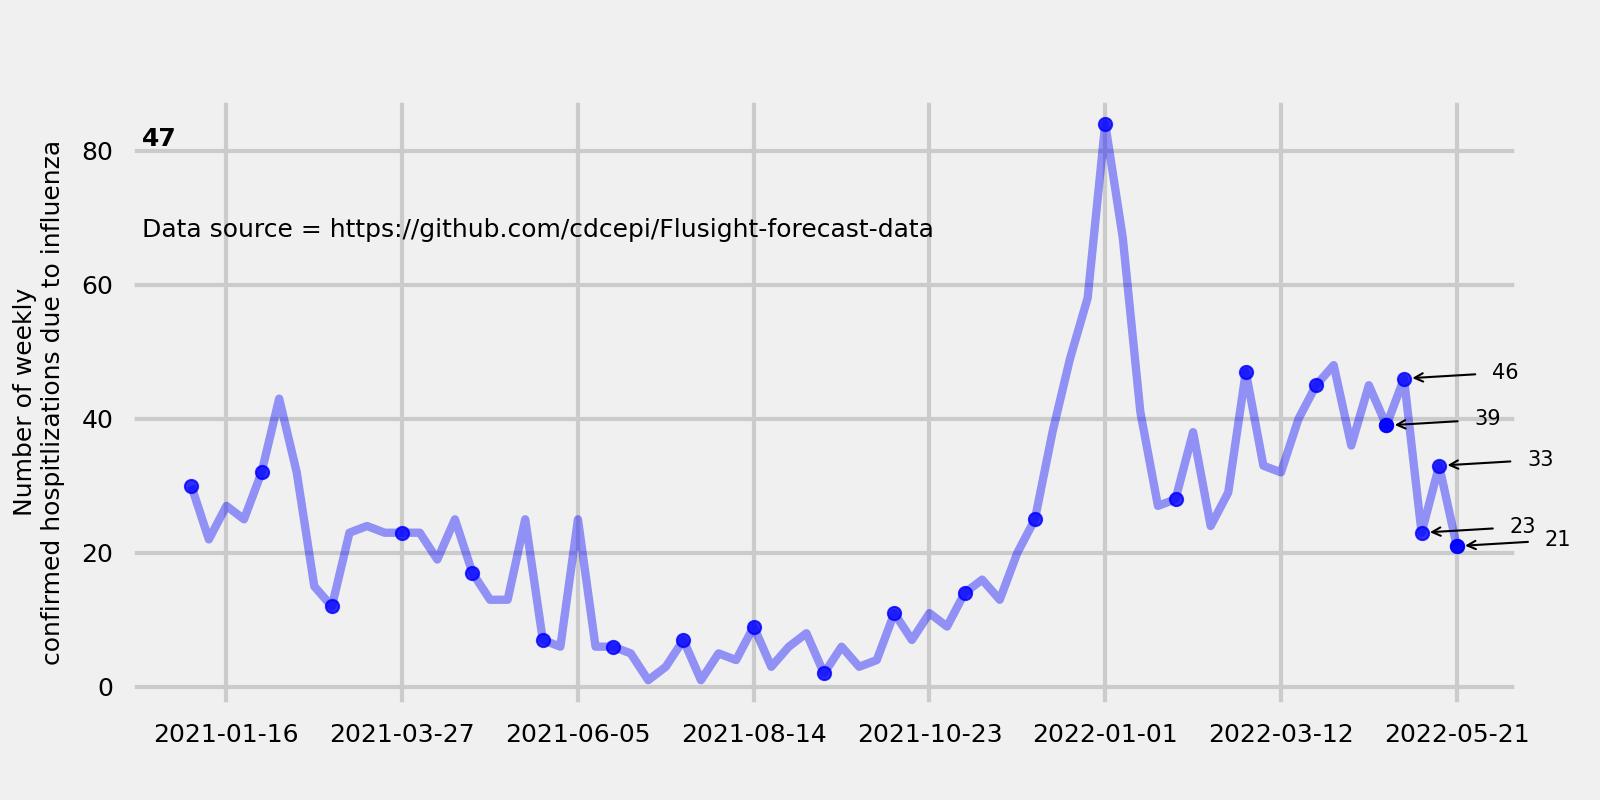 47
Data source = https://github.com/cdcepi/Flusight-forecast-data
Number of weekly
confirmed hospitlizations due to influenza
80
60
40
20
0
46
39
33
23
21
2021-01-16 2021-03-27 2021-06-05 2021-08-14 2021-10-23 2022-01-01 2022-03-12 2022-05-21